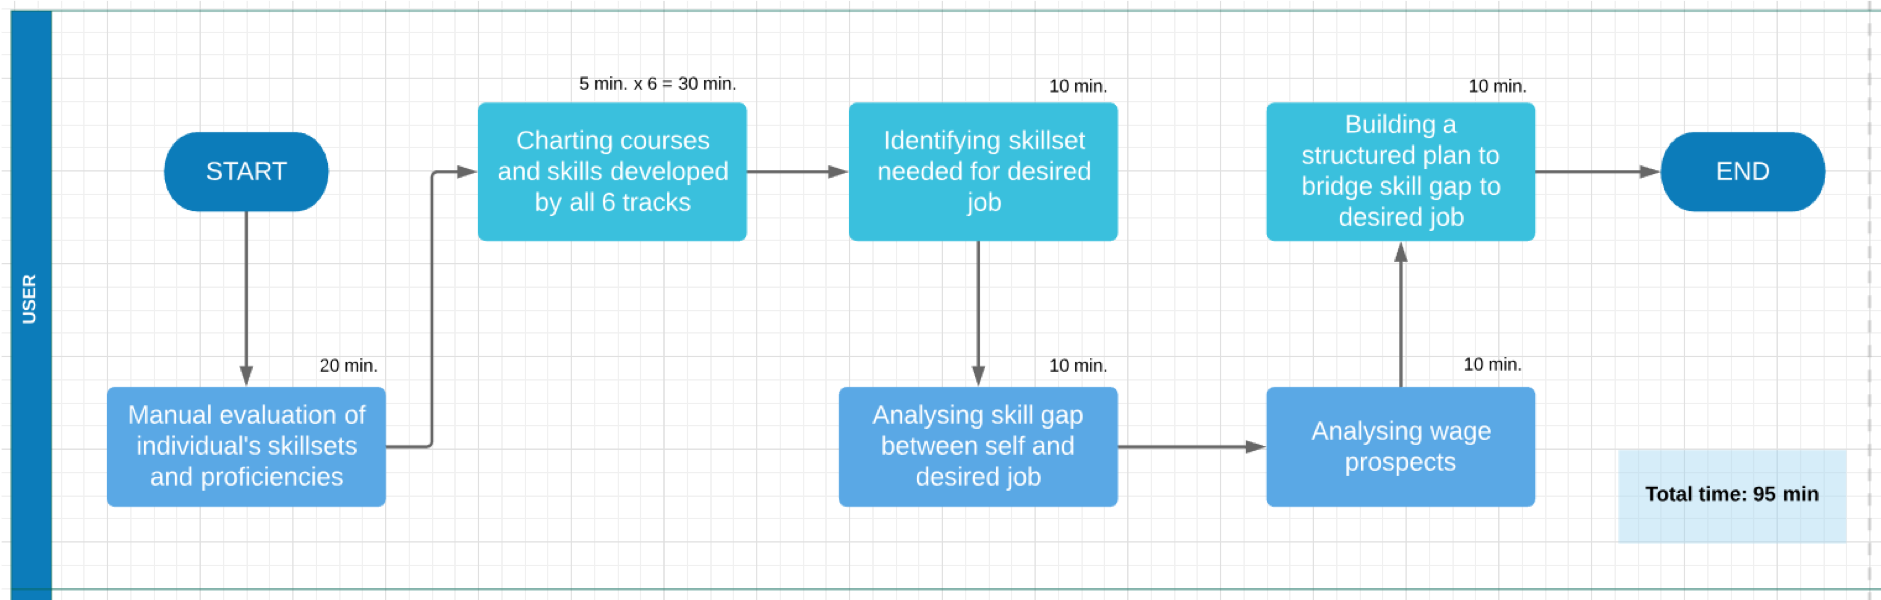 USER
START
20 min.
Manual evaluation of
individual's skillsets
and proficiencies
5 min. x 6 = 30 min.
Charting courses
and skills developed
by all 6 tracks
10 min.
Identifying skillset
needed for desired
job
10 min.
Analysing skill gap
between self and
desired job
10 min.
Analysing wage
prospects
10 min.
Building a
structured plan to
bridge skill gap to
desired job
END
Total time: 95 min